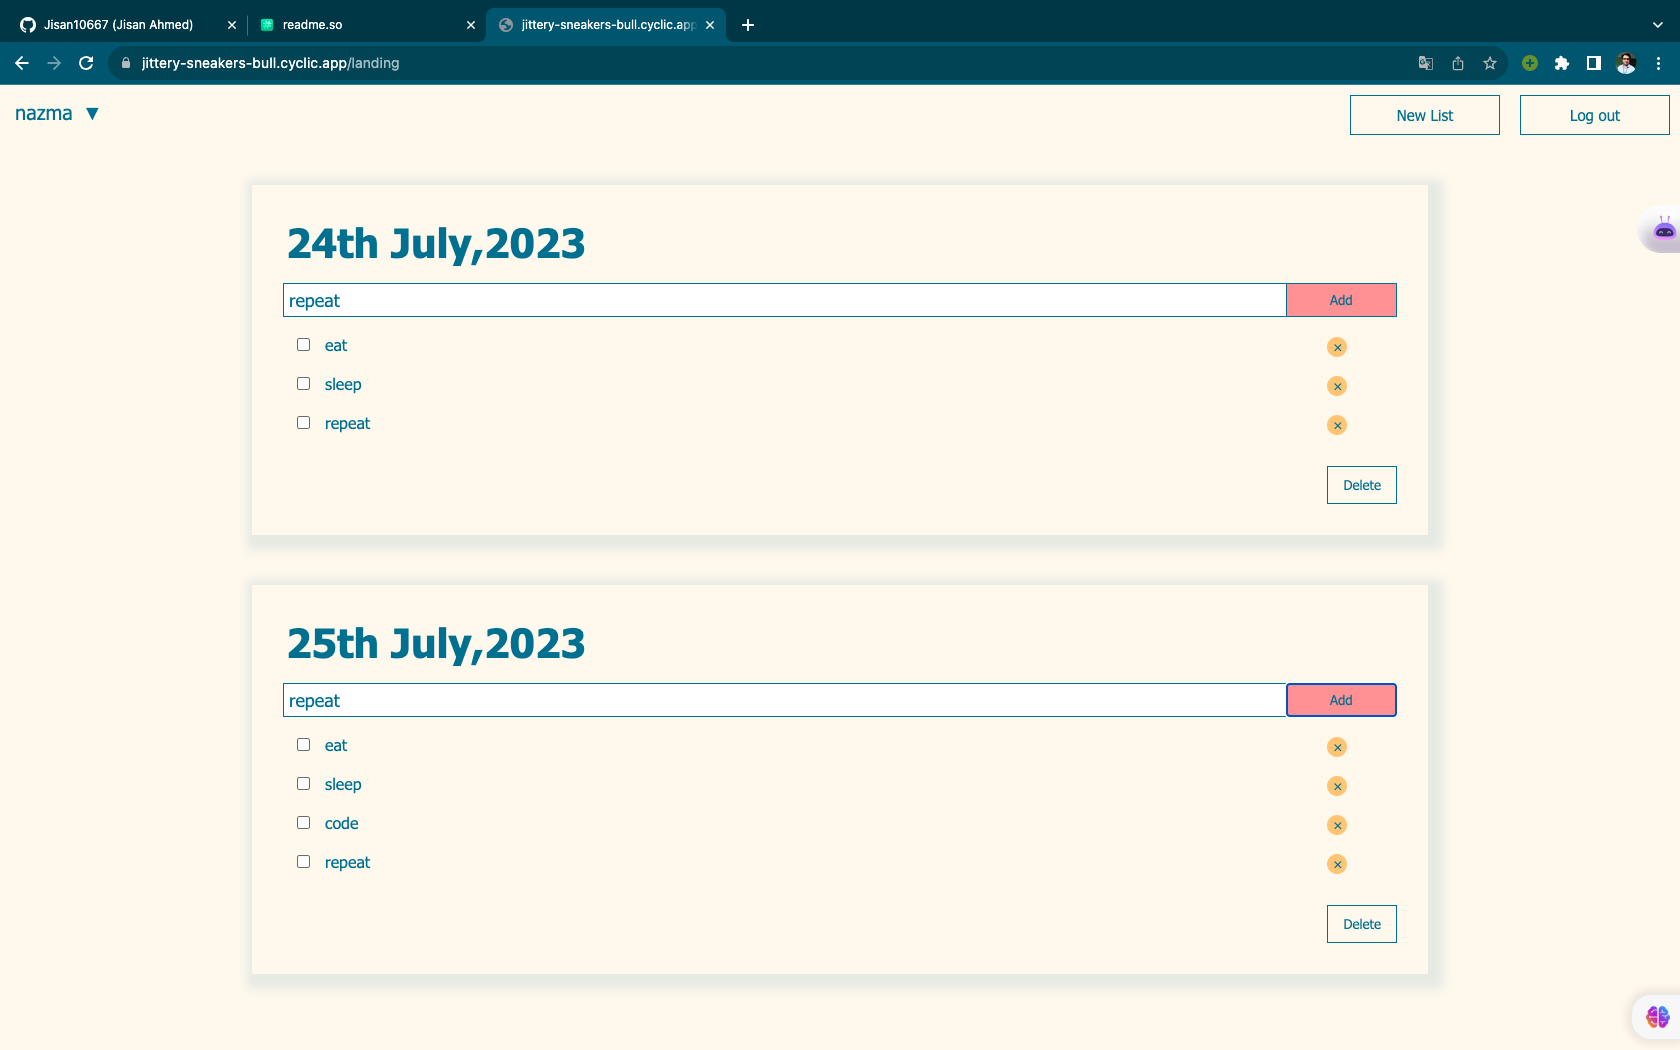 Jisan10667 (Jisan Ahmed)
readme.so
jittery-sneakers-bull.cyclic.app
jittery-sneakers-bull.cyclic.app/landing
nazma ▼
New List
Log out
24th July,2023
repeat
Add
eat
sleep
repeat
Delete
25th July,2023
repeat
Add
eat
sleep
code
repeat
Delete